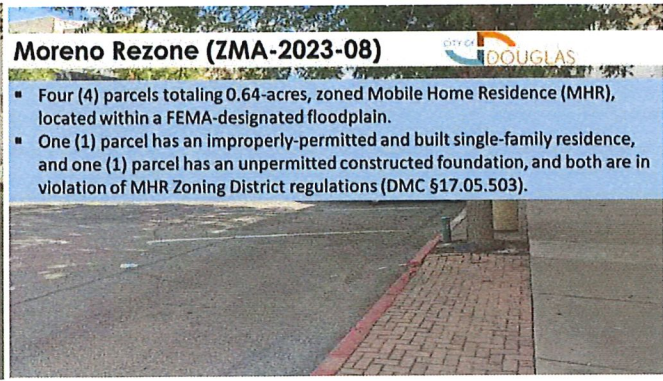 Moreno Rezone (ZMA-2023-08)
CITY OF
DOUGLAS
▪ Four (4) parcels totaling 0.64-acres, zoned Mobile Home Residence (MHR),
located within a FEMA-designated floodplain.
▪ One (1) parcel has an improperly-permitted and built single-family residence,
and one (1) parcel has an unpermitted constructed foundation, and both are in
violation of MHR Zoning District regulations (DMC §17.05.503).